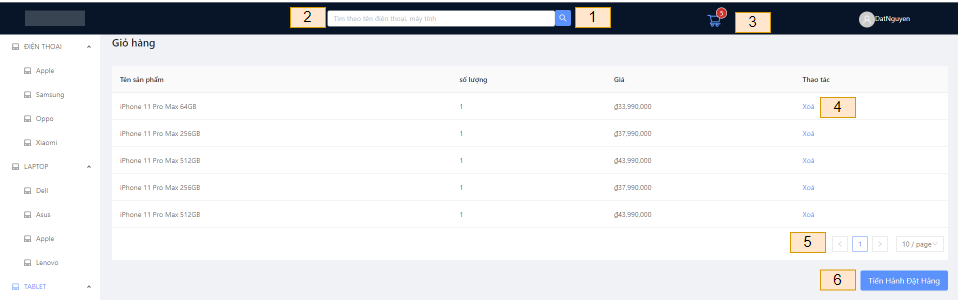 2
Tìm theo tên điện thoại, máy tính
1
5
3
DatNguyen
ĐIỆN THOẠI
Apple
Samsung
Oppo
Xiaomi
LAPTOP
Dell
Asus
Apple
Lenovo
TABLET
Giỏ hàng
Tên sản phẩm số lượng Giá Thao tác
iPhone 11 Pro Max 64GB 1 ₫33,990,000 Xoá 4
iPhone 11 Pro Max 256GB 1 ₫37,990,000 Xoá
iPhone 11 Pro Max 512GB 1 ₫43,990,000 Xoá
iPhone 11 Pro Max 256GB 1 ₫37,990,000 Xoá
iPhone 11 Pro Max 512GB 1 ₫43,990,000 Xoá
5 < 1 > 10 / page
6 Tiến Hành Đặt Hàng